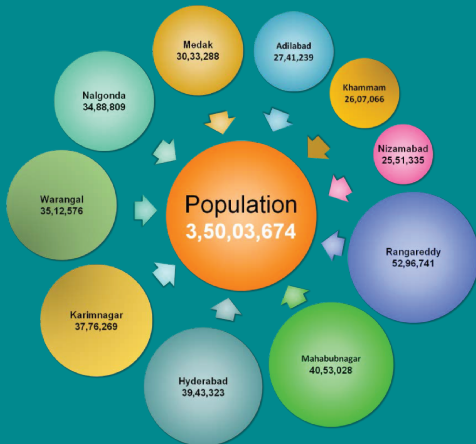 Medak
30,33,288
Adilabad
27,41,239
Khammam
26,07,066
Nizamabad
25,51,335
Rangareddy
52,96,741
Mahabubnagar
40,53,028
Hyderabad
39,43,323
Karimnagar
37,76,269
Warangal
35,12,576
Nalgonda
34,88,809
Population
3,50,03,674